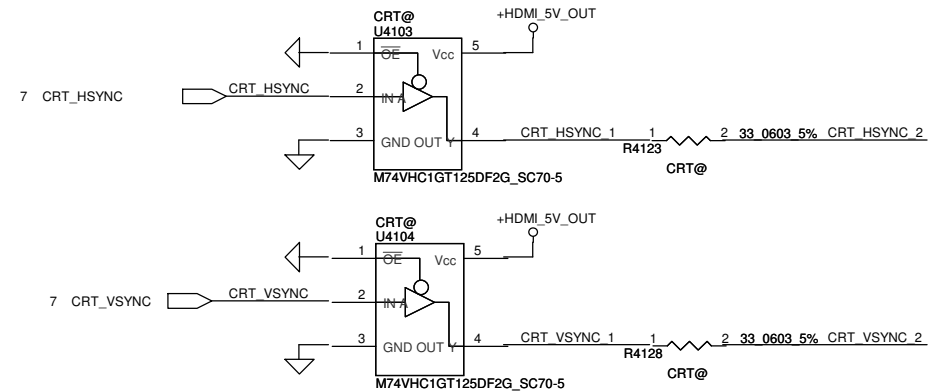 CRT@
U4103
+HDMI_5V_OUT
1 OE Vcc 5
7 CRT_HSYNC CRT_HSYNC 2 IN A
3 GND OUT Y 4 CRT_HSYNC_1 1 2 33_0603_5% CRT_HSYNC_2
R4123
CRT@
M74VHC1GT125DF2G_SC70-5
CRT@
U4104
+HDMI_5V_OUT
1 OE Vcc 5
7 CRT_VSYNC CRT_VSYNC 2 IN A
3 GND OUT Y 4 CRT_VSYNC_1 1 2 33_0603_5% CRT_VSYNC_2
R4128
CRT@
M74VHC1GT125DF2G_SC70-5